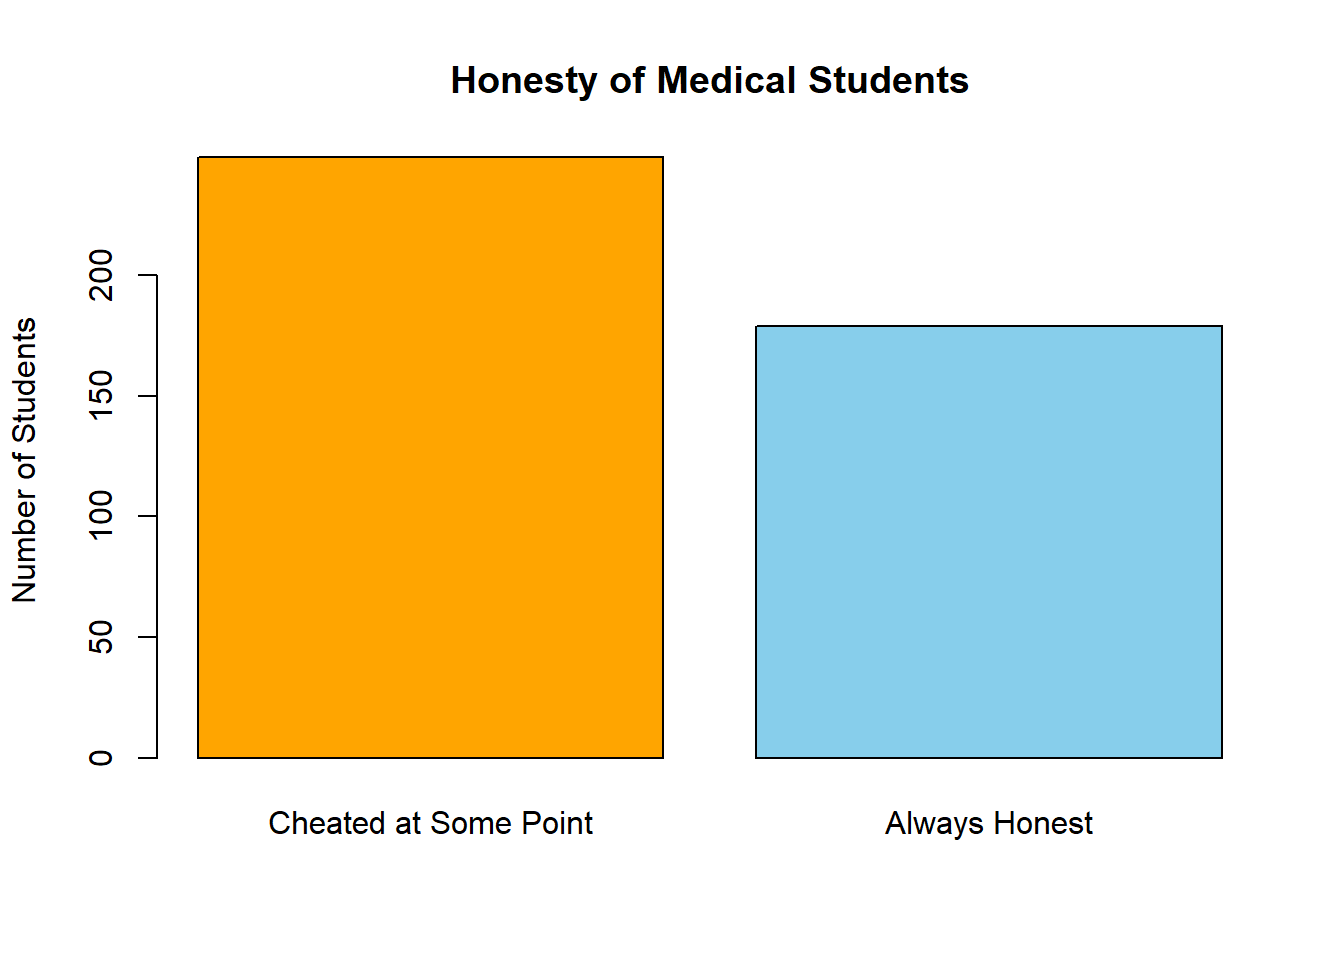 Honesty of Medical Students
Number of Students
200
150
100
50
0
Cheated at Some Point
Always Honest